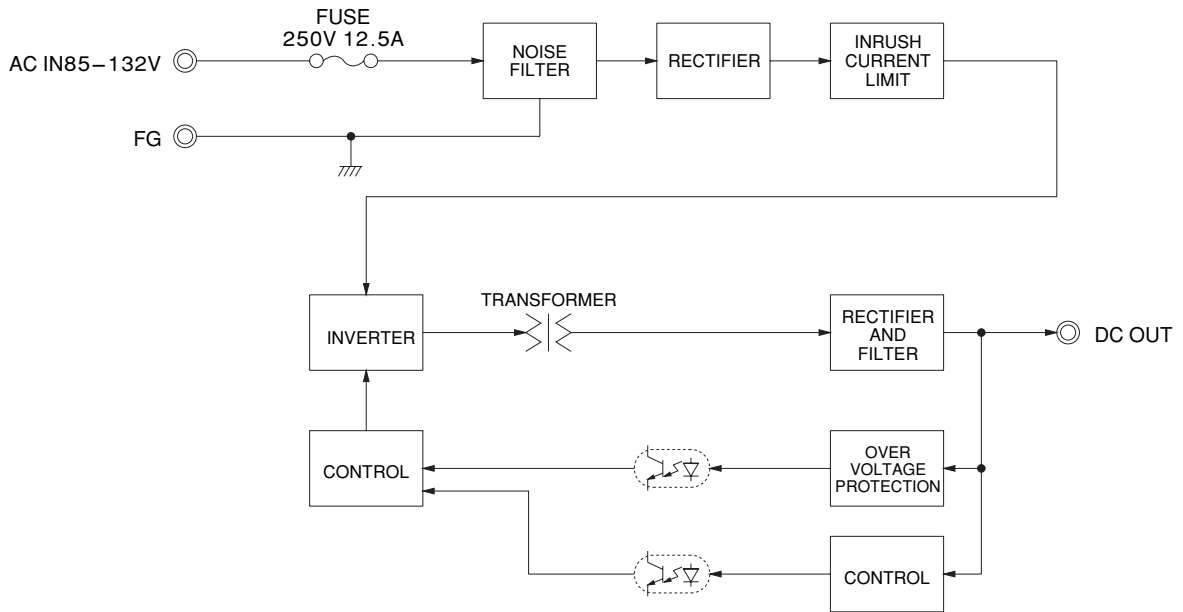 FUSE
250V 12.5A
AC IN85–132V
NOISE
FILTER
RECTIFIER
INRUSH
CURRENT
LIMIT
FG
TRANSFORMER
INVERTER
RECTIFIER
AND
FILTER
DC OUT
CONTROL
OVER
VOLTAGE
PROTECTION
CONTROL